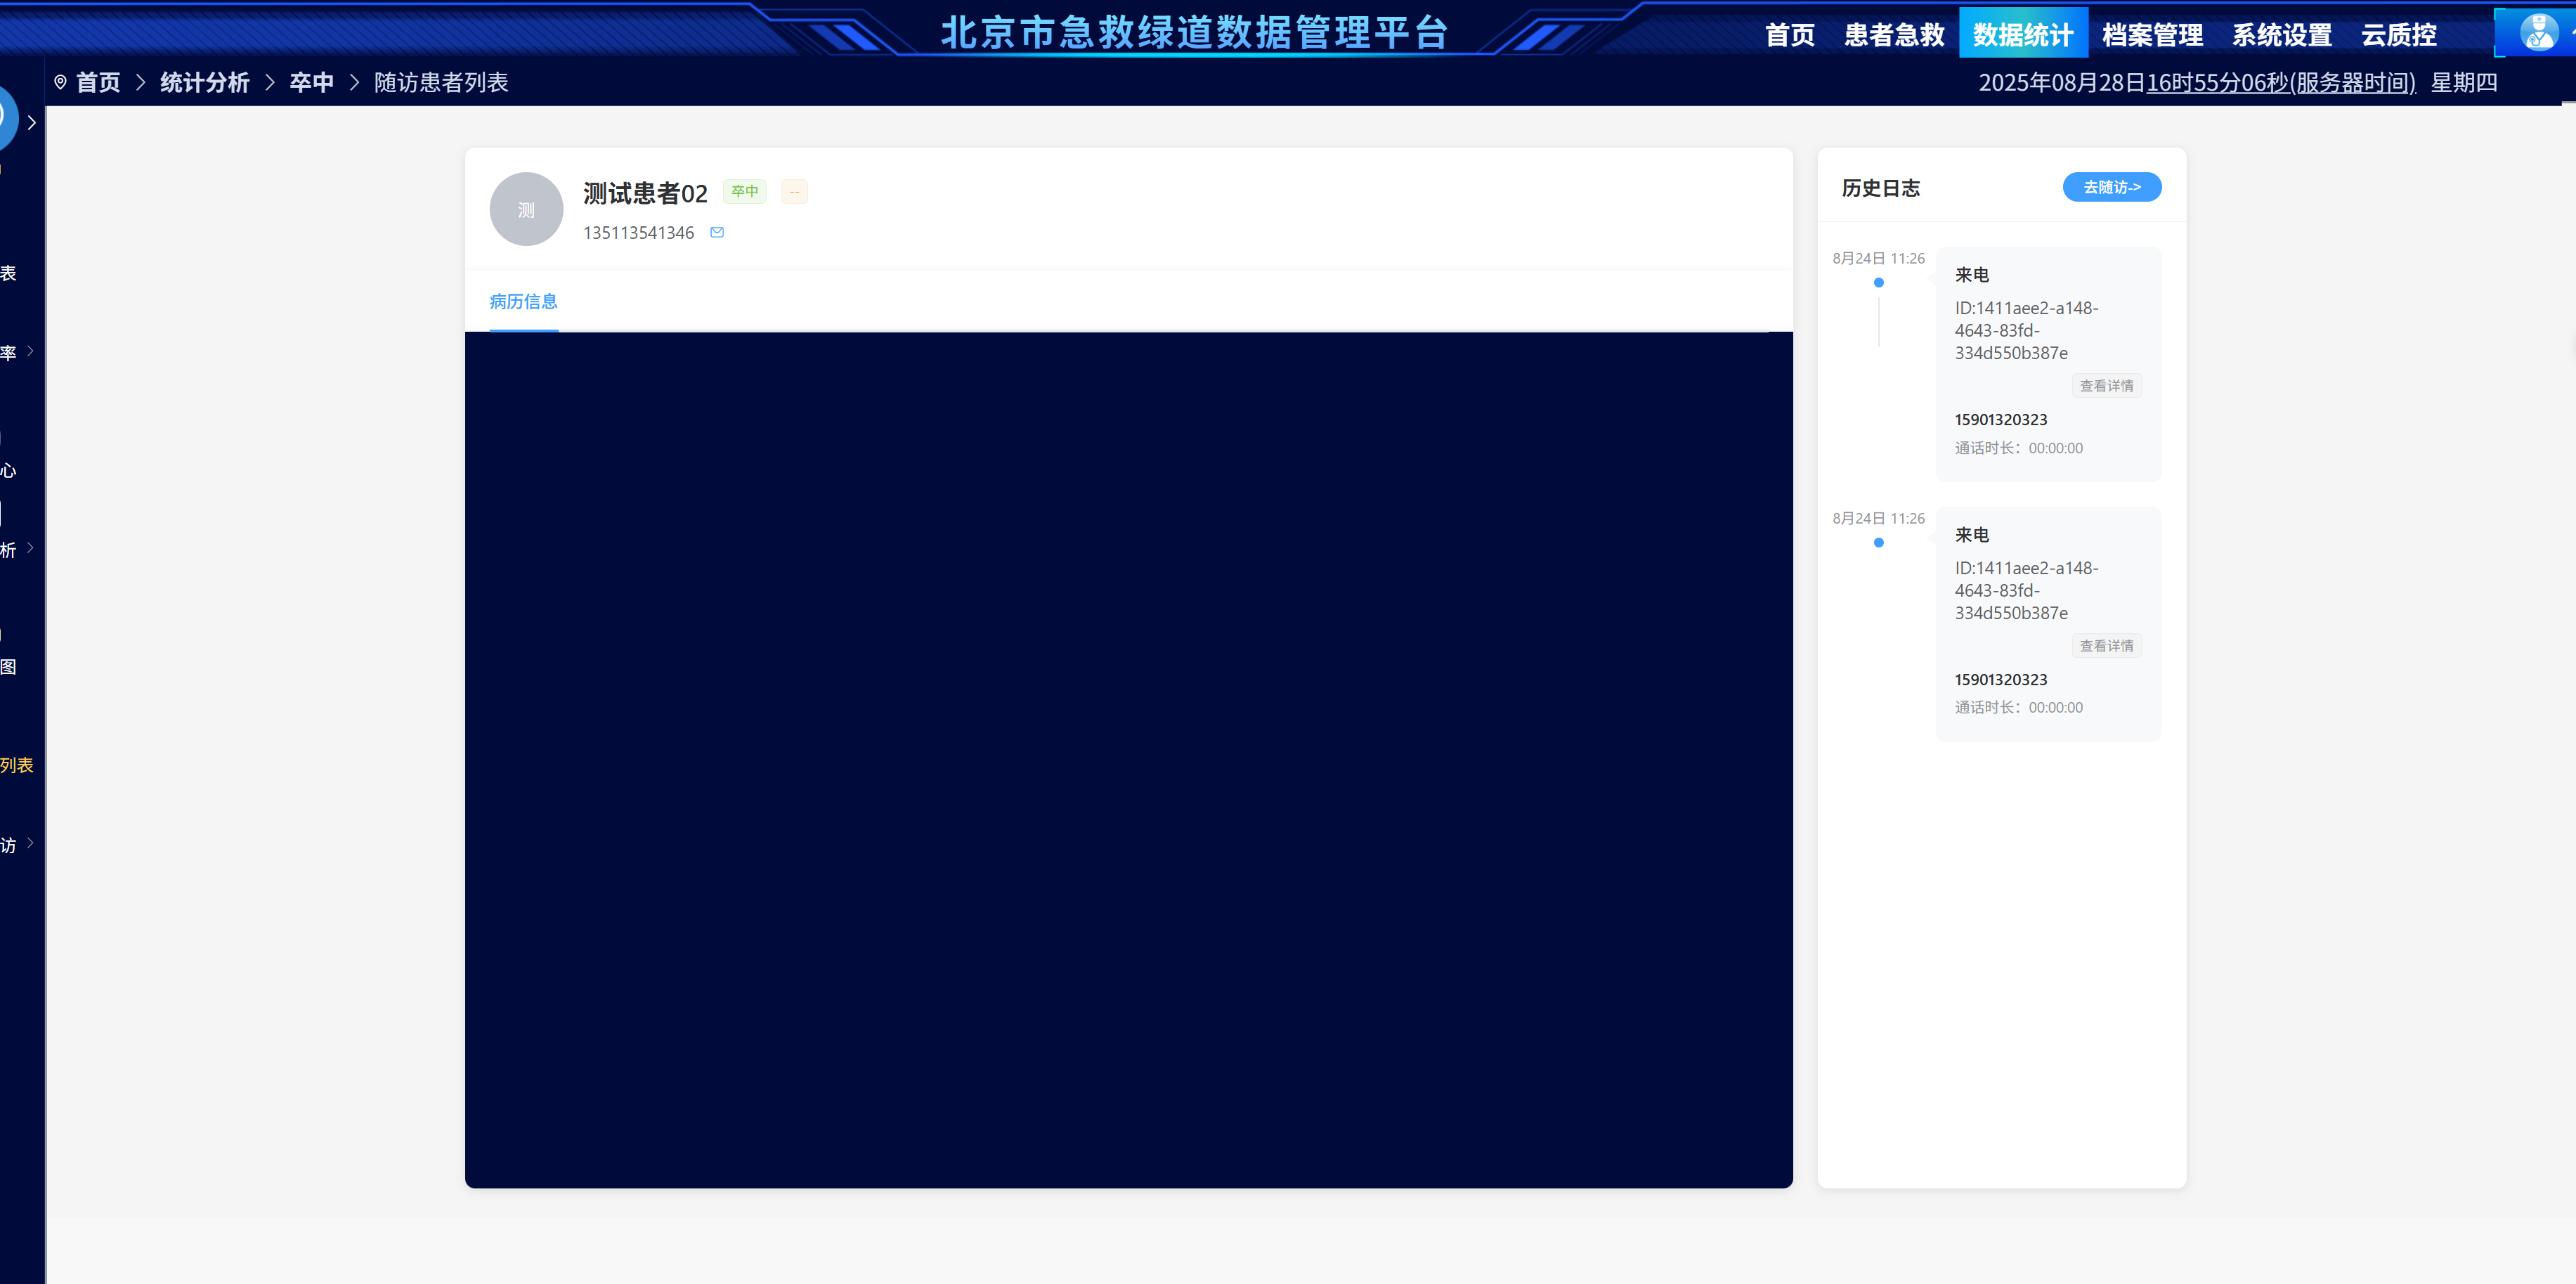 北京市急救绿道数据管理平台
首页 患者急救 数据统计 档案管理 系统设置 云质控
首页 > 统计分析 > 卒中 > 随访患者列表
2025年08月28日16时55分06秒(服务器时间) 星期四
表
率
心
析
图
列表
访
测
测试患者02 卒中 --
135113541346
病历信息
历史日志
去随访->
8月24日 11:26
来电
ID:1411aee2-a148-
4643-83fd-
334d550b387e
查看详情
15901320323
通话时长：00:00:00
8月24日 11:26
来电
ID:1411aee2-a148-
4643-83fd-
334d550b387e
查看详情
15901320323
通话时长：00:00:00